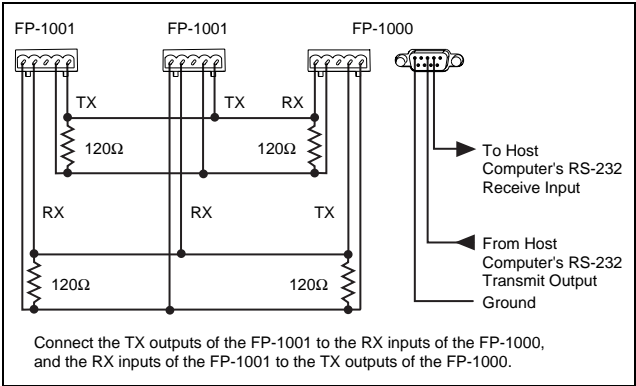 FP-1001
FP-1001
FP-1000
TX
TX
RX
120Ω
120Ω
To Host
Computer's RS-232
Receive Input
RX
RX
TX
From Host
Computer's RS-232
Transmit Output
120Ω
120Ω
Ground
Connect the TX outputs of the FP-1001 to the RX inputs of the FP-1000,
and the RX inputs of the FP-1001 to the TX outputs of the FP-1000.